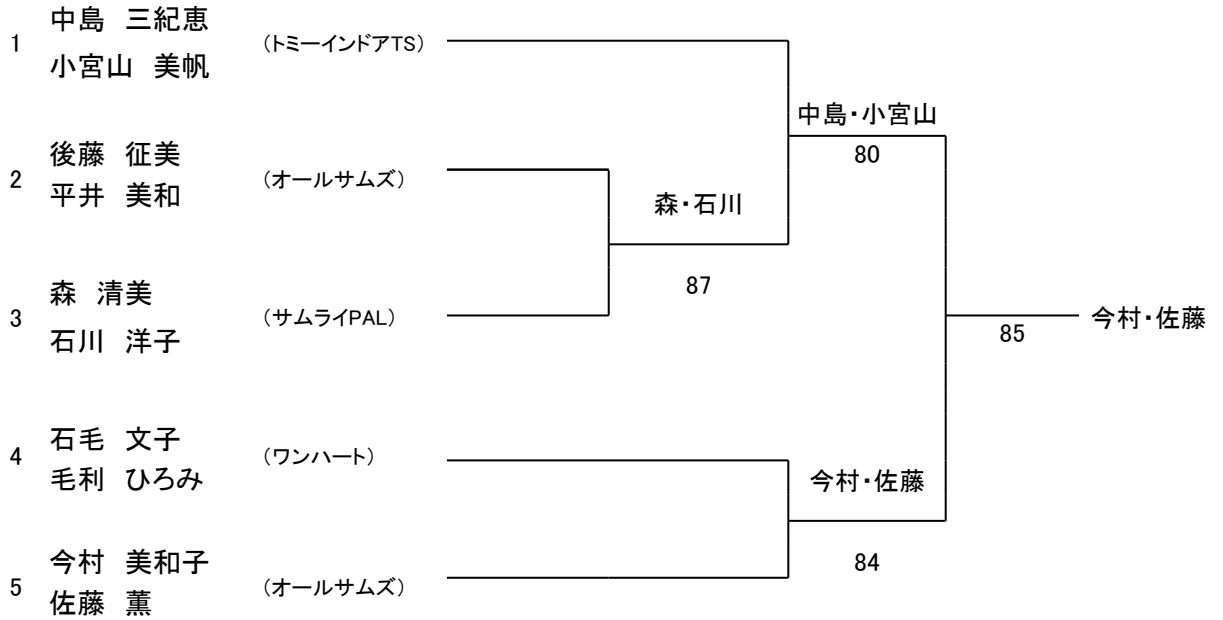 中島　三紀恵
1
(トミーインドアTS)
小宮山　美帆
中島・小宮山
80
後藤　征美
2
(オールサムズ)
平井　美和
森・石川
87
森　清美
3
(サムライPAL)
石川　洋子
85
今村・佐藤
石毛　文子
4
(ワンハート)
毛利　ひろみ
今村・佐藤
84
今村　美和子
5
(オールサムズ)
佐藤　薫